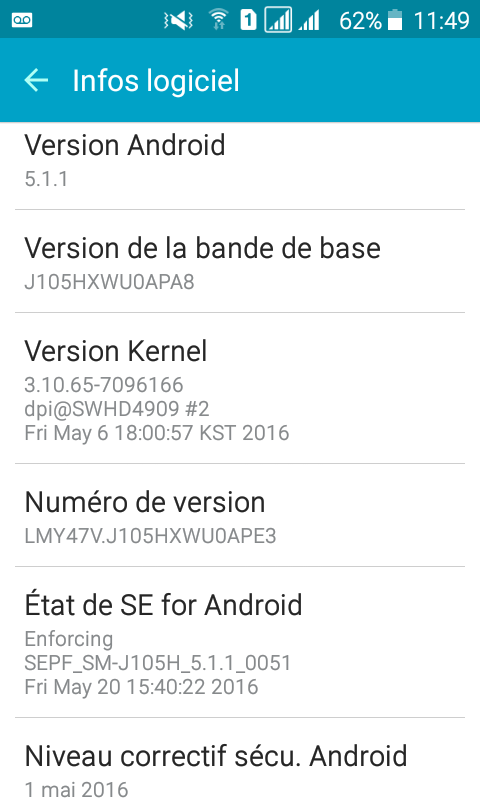 1 62% 11:49
Infos logiciel
Version Android
5.1.1
Version de la bande de base
J105HXWU0APA8
Version Kernel
3.10.65-7096166
dpi@SWHD4909 #2
Fri May 6 18:00:57 KST 2016
Numéro de version
LMY47V.J105HXWU0APE3
État de SE for Android
Enforcing
SEPF_SM-J105H_5.1.1_0051
Fri May 20 15:40:22 2016
Niveau correctif sécu. Android
1 mai 2016